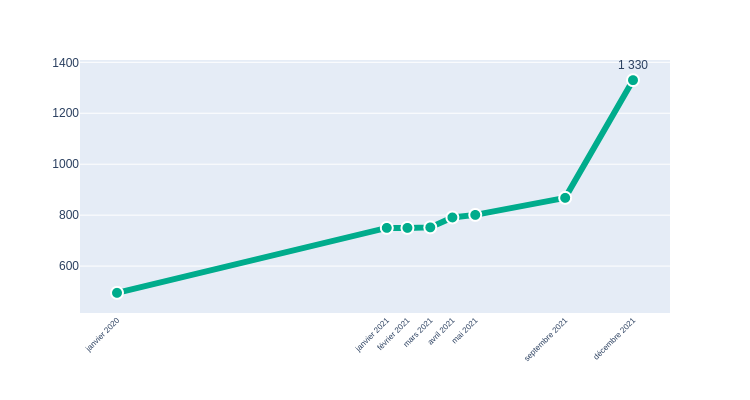 1400
1 330
1200
1000
800
600
janvier 2020
janvier 2021
février 2021
mars 2021
avril 2021
mai 2021
septembre 2021
décembre 2021